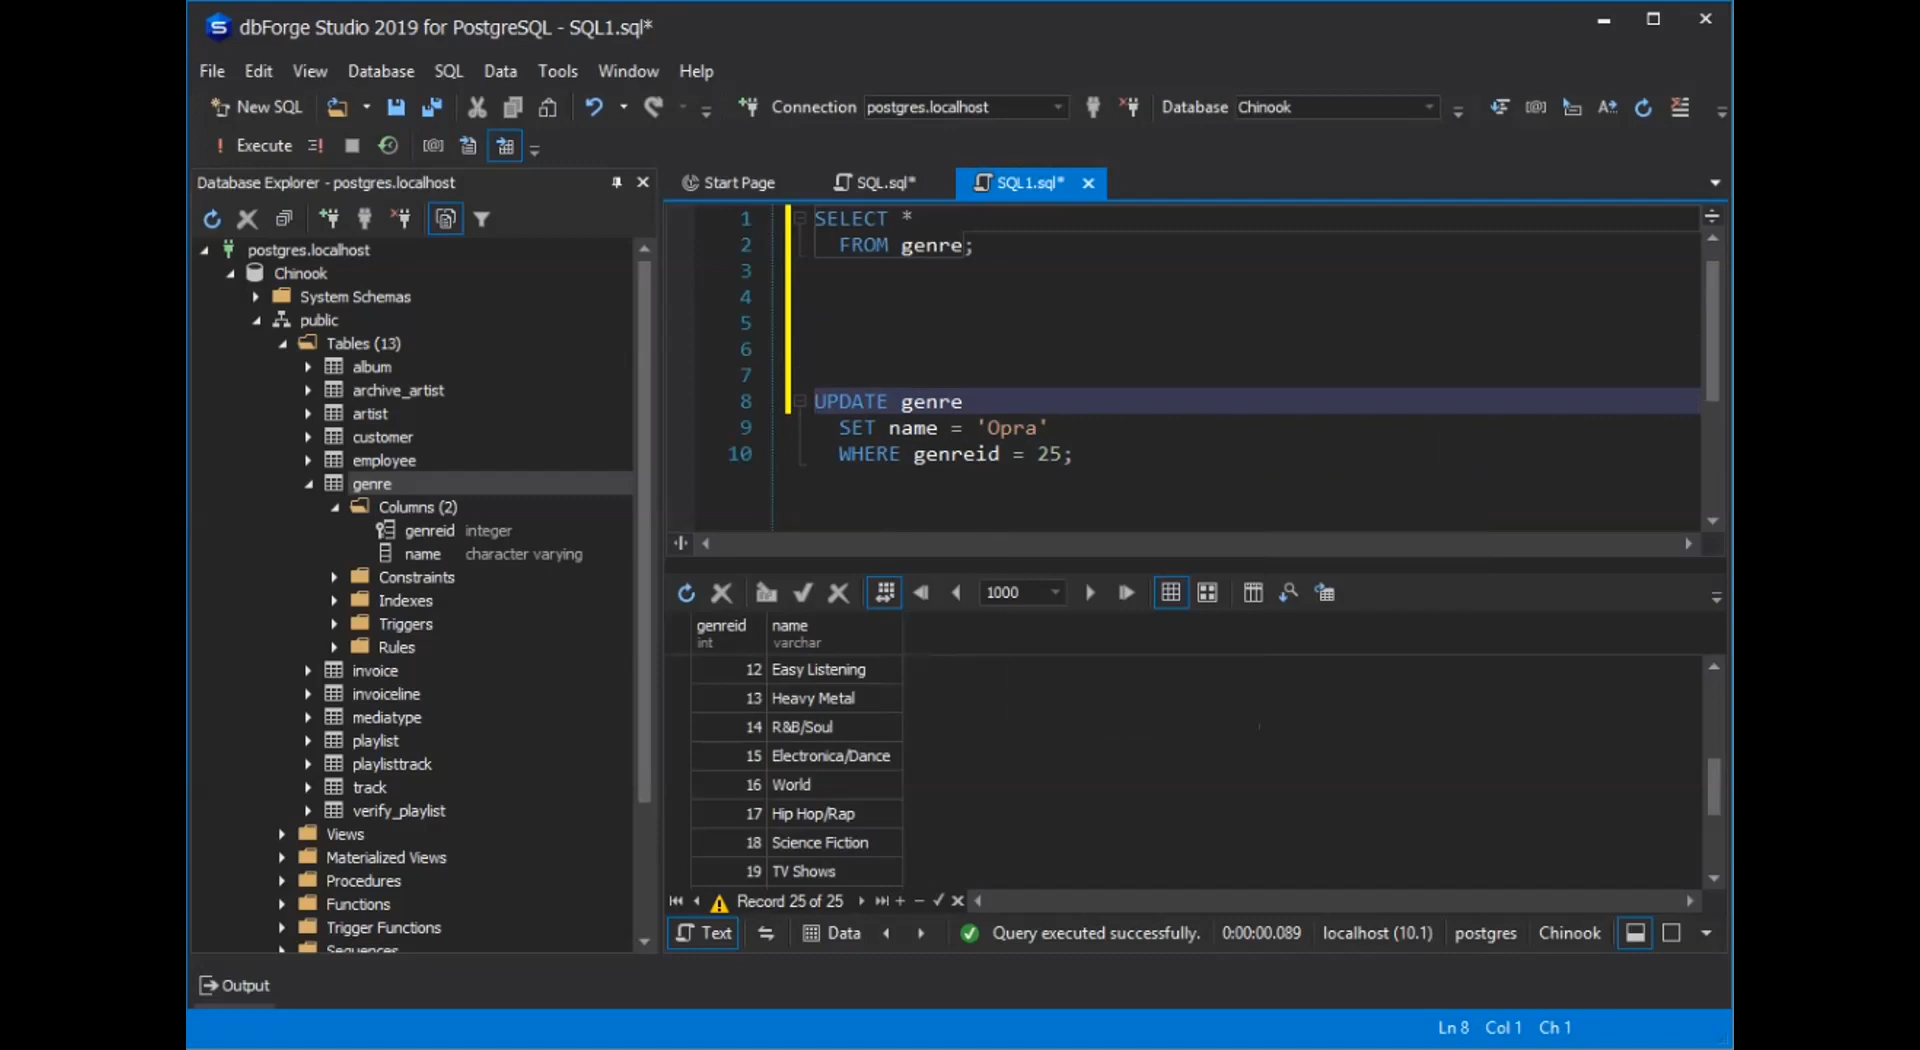 dbForge Studio 2019 for PostgreSQL - SQL1.sql*
File Edit View Database SQL Data Tools Window Help
New SQL Connection postgres.localhost Database Chinook
Execute
Database Explorer - postgres.localhost
Start Page SQL.sql* SQL1.sql*
postgres.localhost
Chinook
System Schemas
public
Tables (13)
album
archive_artist
artist
customer
employee
genre
Columns (2)
genreid integer
name character varying
Constraints
Indexes
Triggers
Rules
invoice
invoiceline
mediatype
playlist
playlisttrack
track
verify_playlist
Views
Materialized Views
Procedures
Functions
Trigger Functions
Sequences
1 SELECT *
2 FROM genre;
3
4
5
6
7
8 UPDATE genre
9 SET name = 'Opra'
10 WHERE genreid = 25;
1000
genreid name
int varchar
12 Easy Listening
13 Heavy Metal
14 R&B/Soul
15 Electronica/Dance
16 World
17 Hip Hop/Rap
18 Science Fiction
19 TV Shows
Record 25 of 25
Text Data Query executed successfully. 0:00:00.089 localhost (10.1) postgres Chinook
Output
Ln 8 Col 1 Ch 1